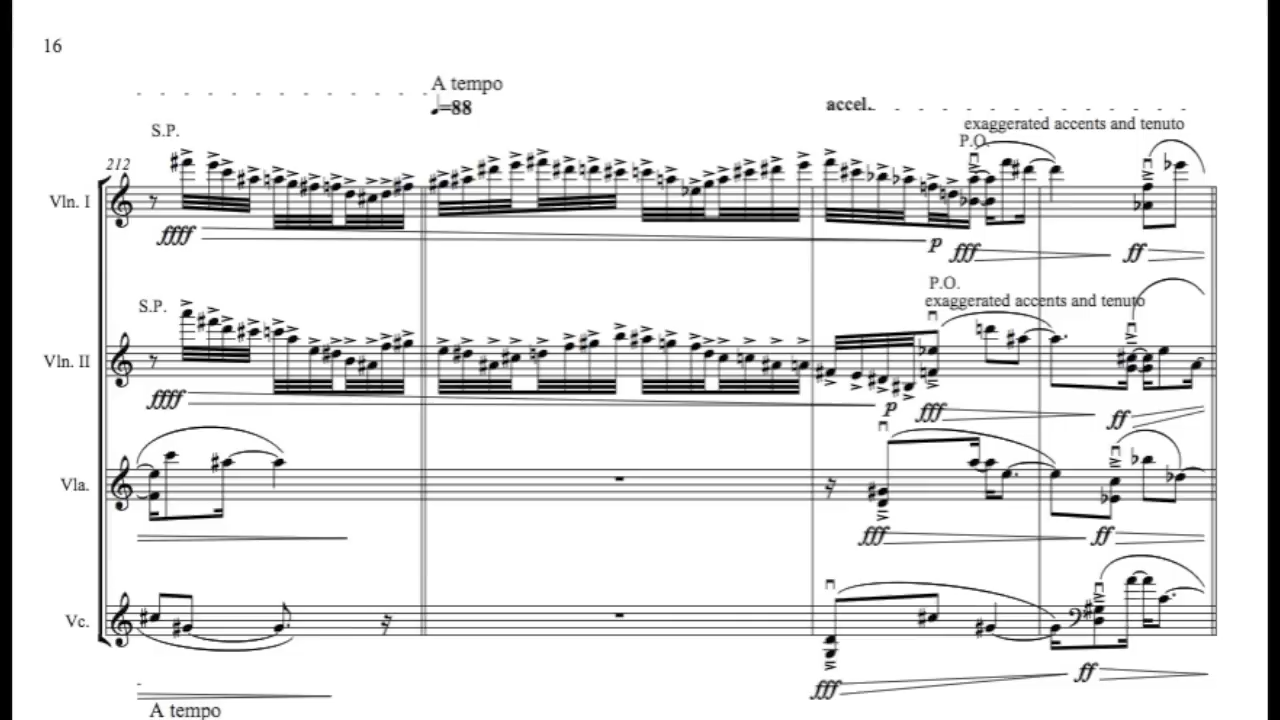 16
A tempo
♩=88
accel.
exaggerated accents and tenuto
S.P.
P.O.
212
Vln. I
ffff
p
fff
ff
P.O.
S.P.
exaggerated accents and tenuto
Vln. II
ffff
p
fff
ff
Vla.
fff
ff
Vc.
fff
ff
A tempo